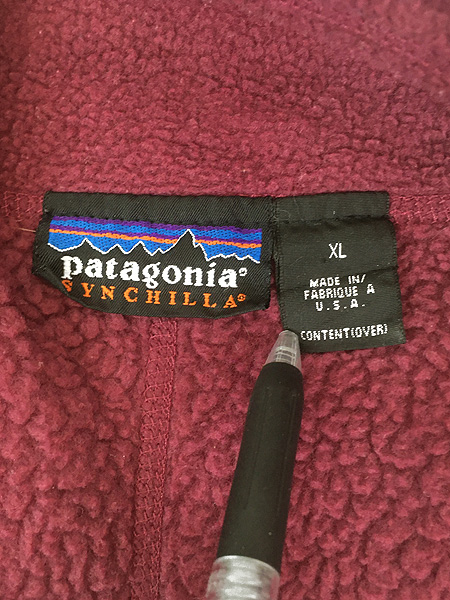 patagonia®
SYNCHILLA®
XL
MADE IN/
FABRIQUE A
U.S.A.
CONTENT(OVER)